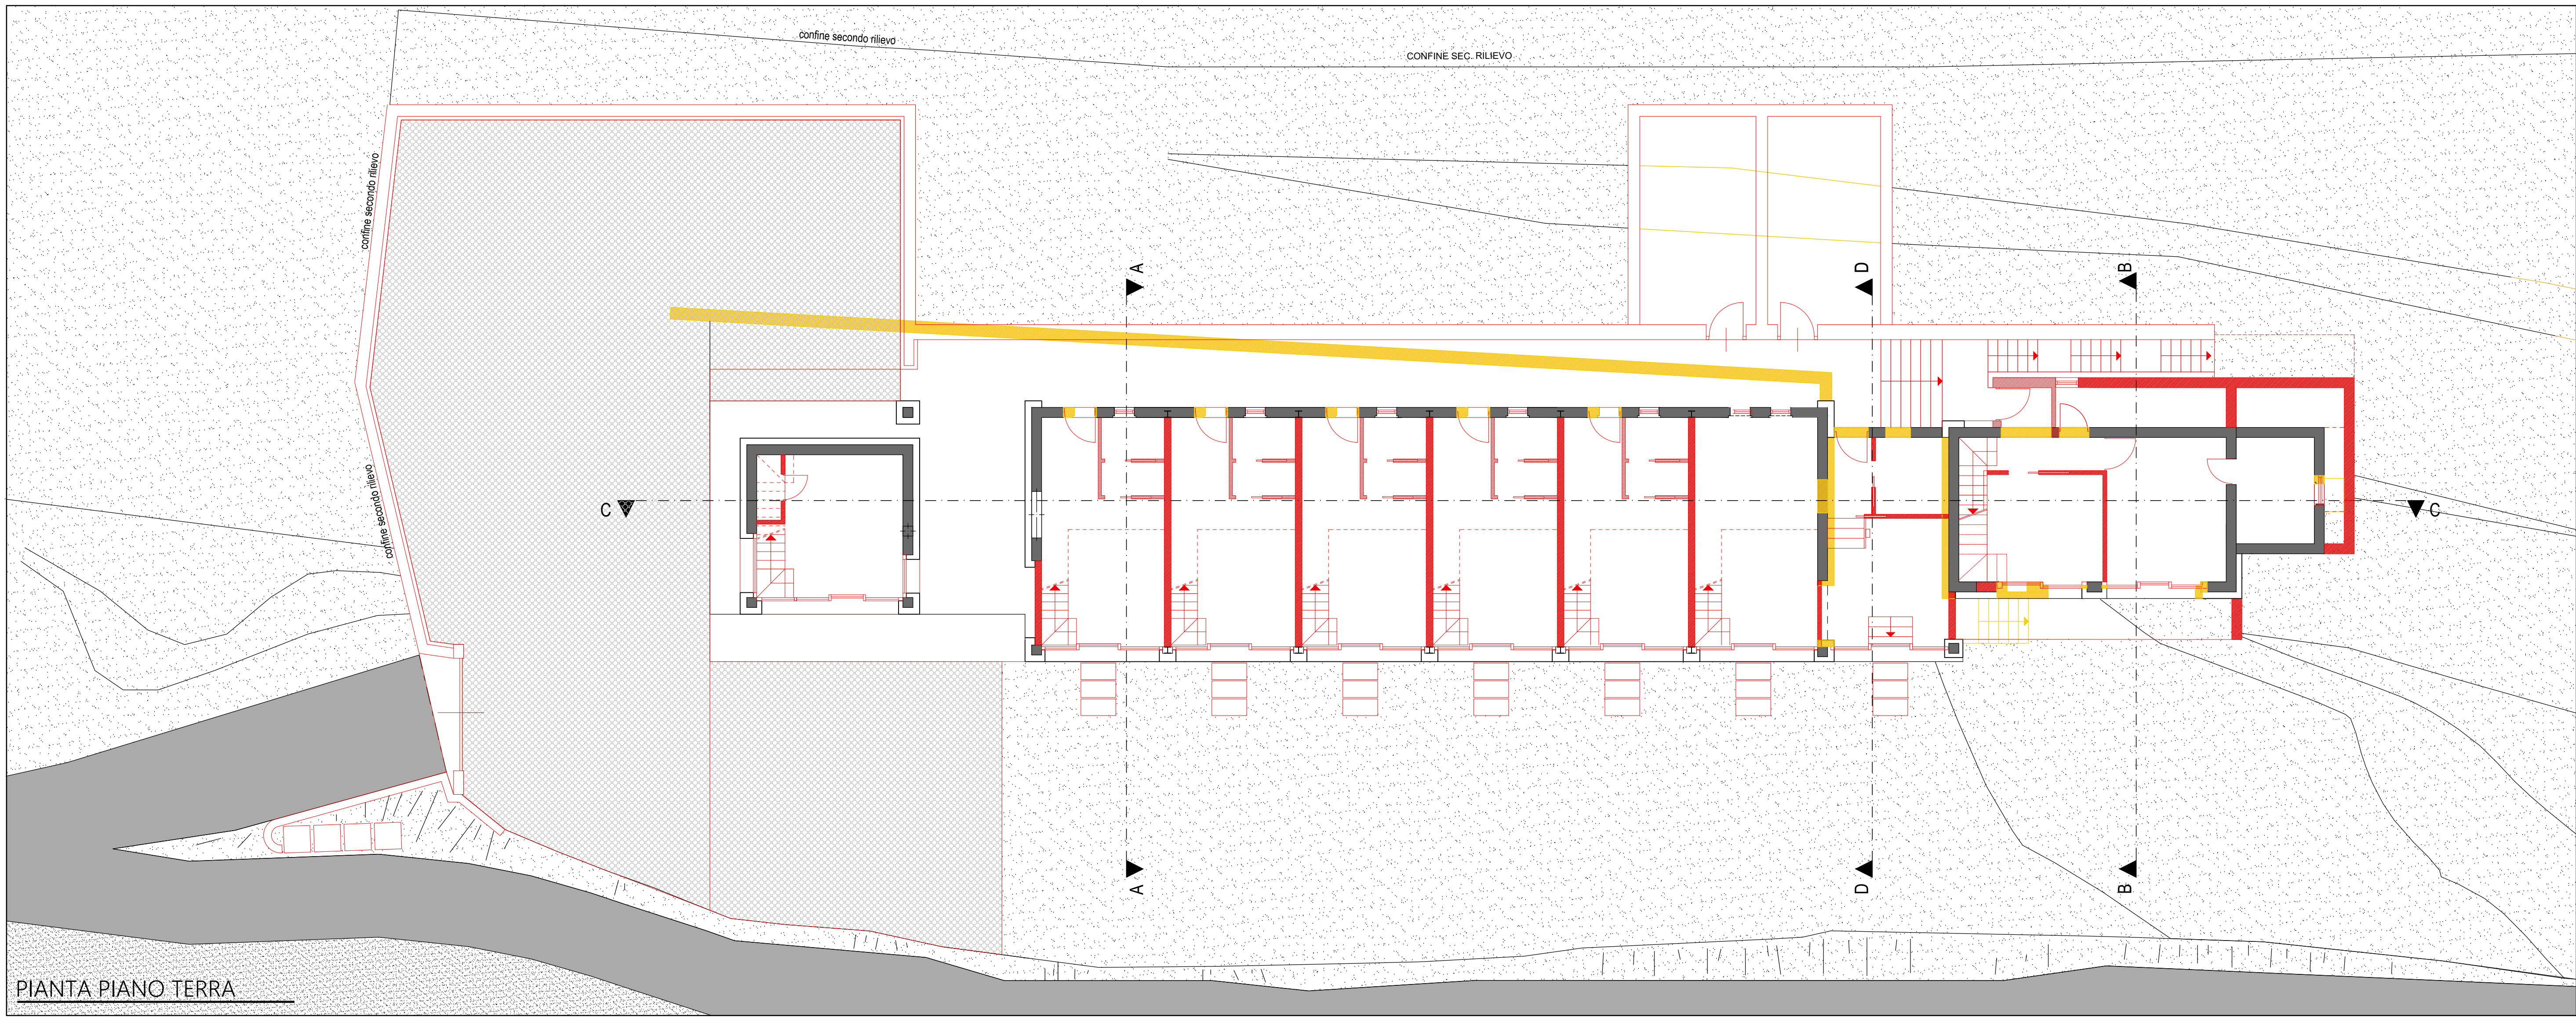 confine secondo rilievo
CONFINE SEC. RILIEVO
confine secondo rilievo
A
D
B
confine secondo rilievo
C
C
A
D
B
PIANTA PIANO TERRA